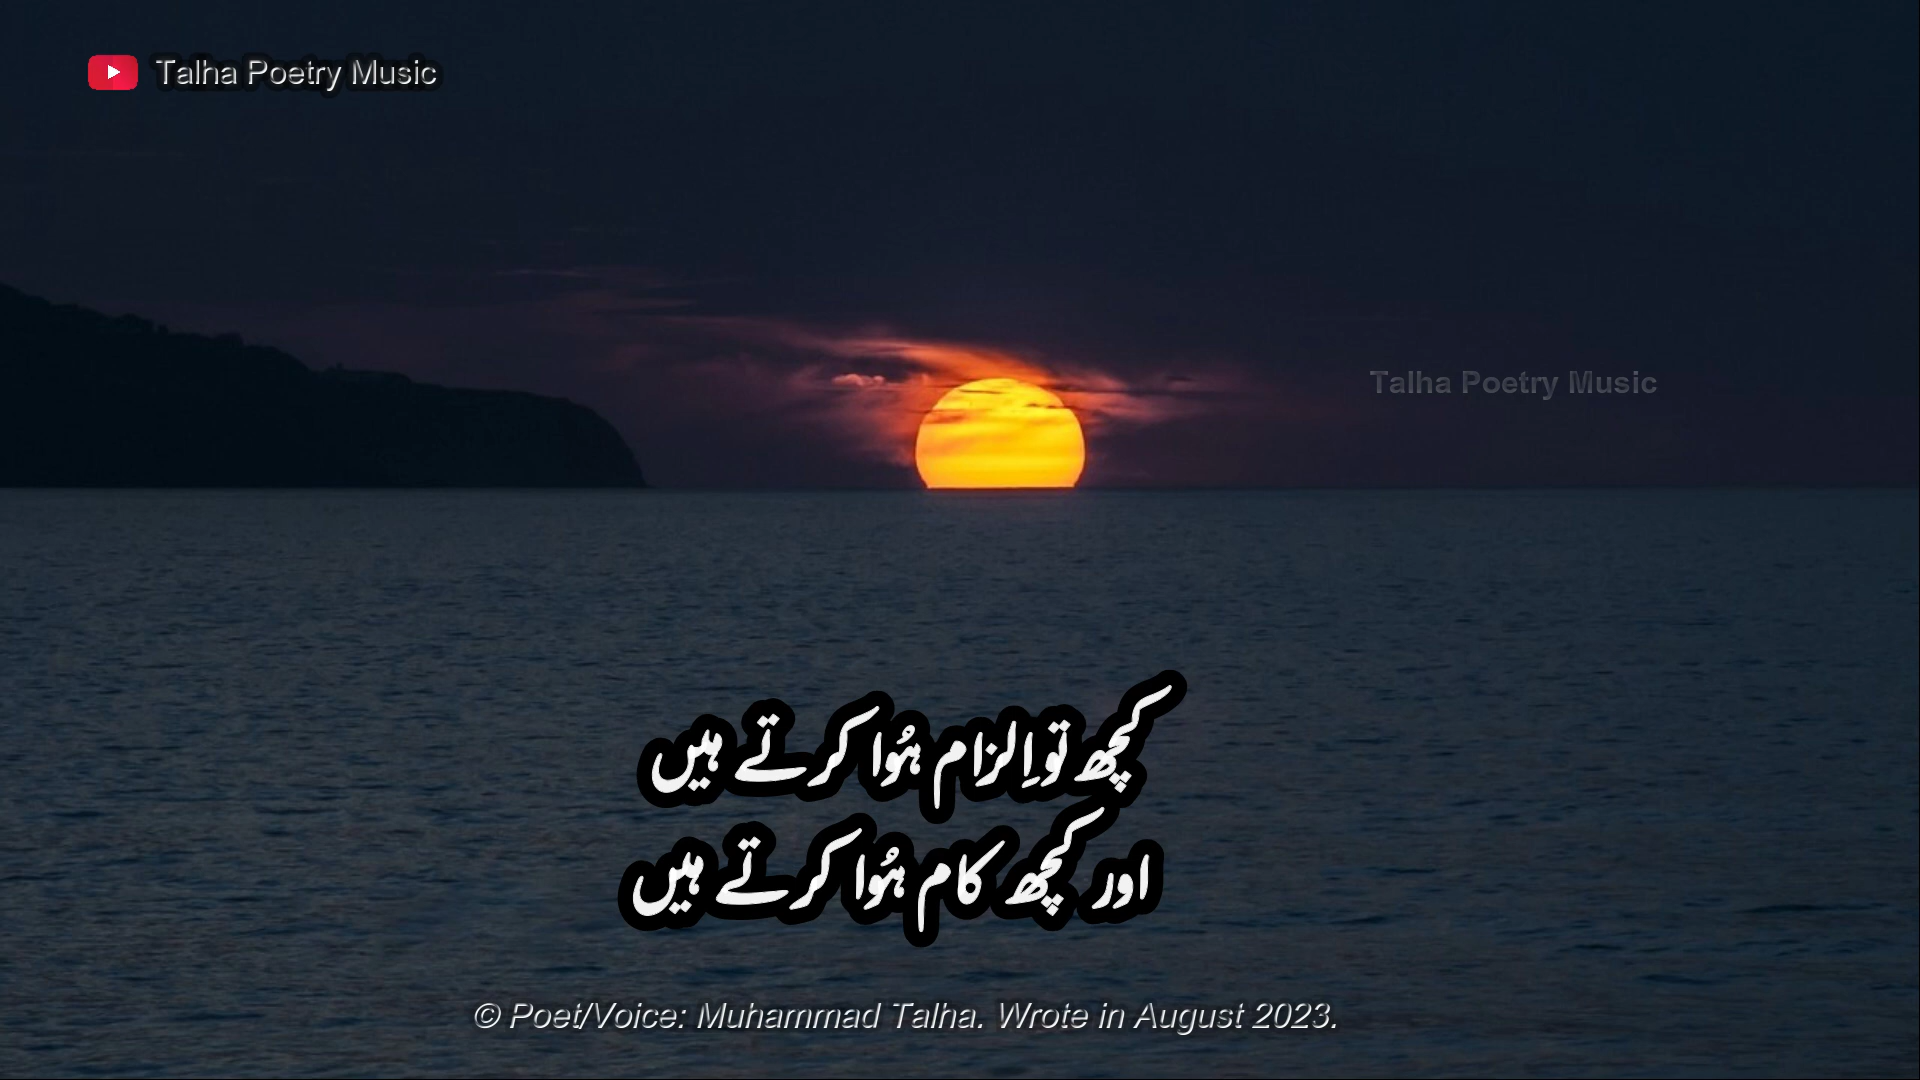 Talha Poetry Music
Talha Poetry Music
کچھ تو اِلزام ہُوا کرتے ہیں
اور کچھ کام ہُوا کرتے ہیں
© Poet/Voice: Muhammad Talha. Wrote in August 2023.